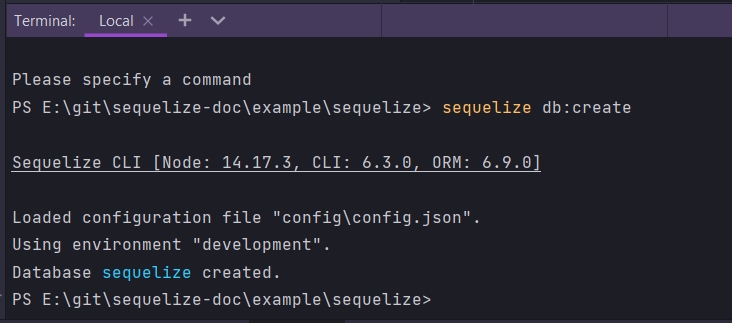 Terminal: Local × + ⌄
Please specify a command
PS E:\git\sequelize-doc\example\sequelize> sequelize db:create
Sequelize CLI [Node: 14.17.3, CLI: 6.3.0, ORM: 6.9.0]
Loaded configuration file "config\config.json".
Using environment "development".
Database sequelize created.
PS E:\git\sequelize-doc\example\sequelize>